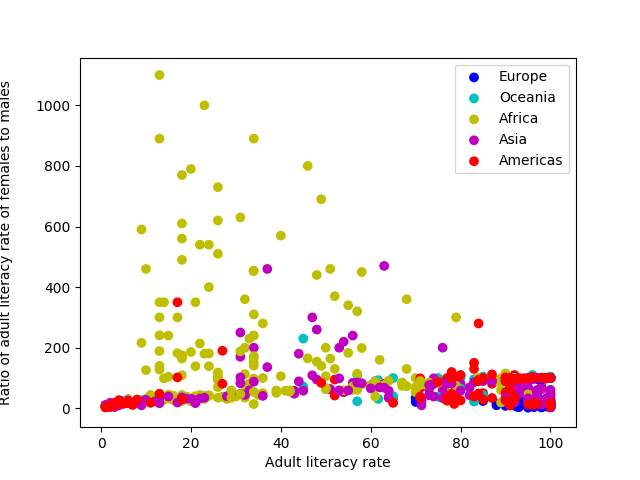 Ratio of adult literacy rate of females to males
1000
800
600
400
200
0
0
20
40
60
80
100
Adult literacy rate
Europe
Oceania
Africa
Asia
Americas